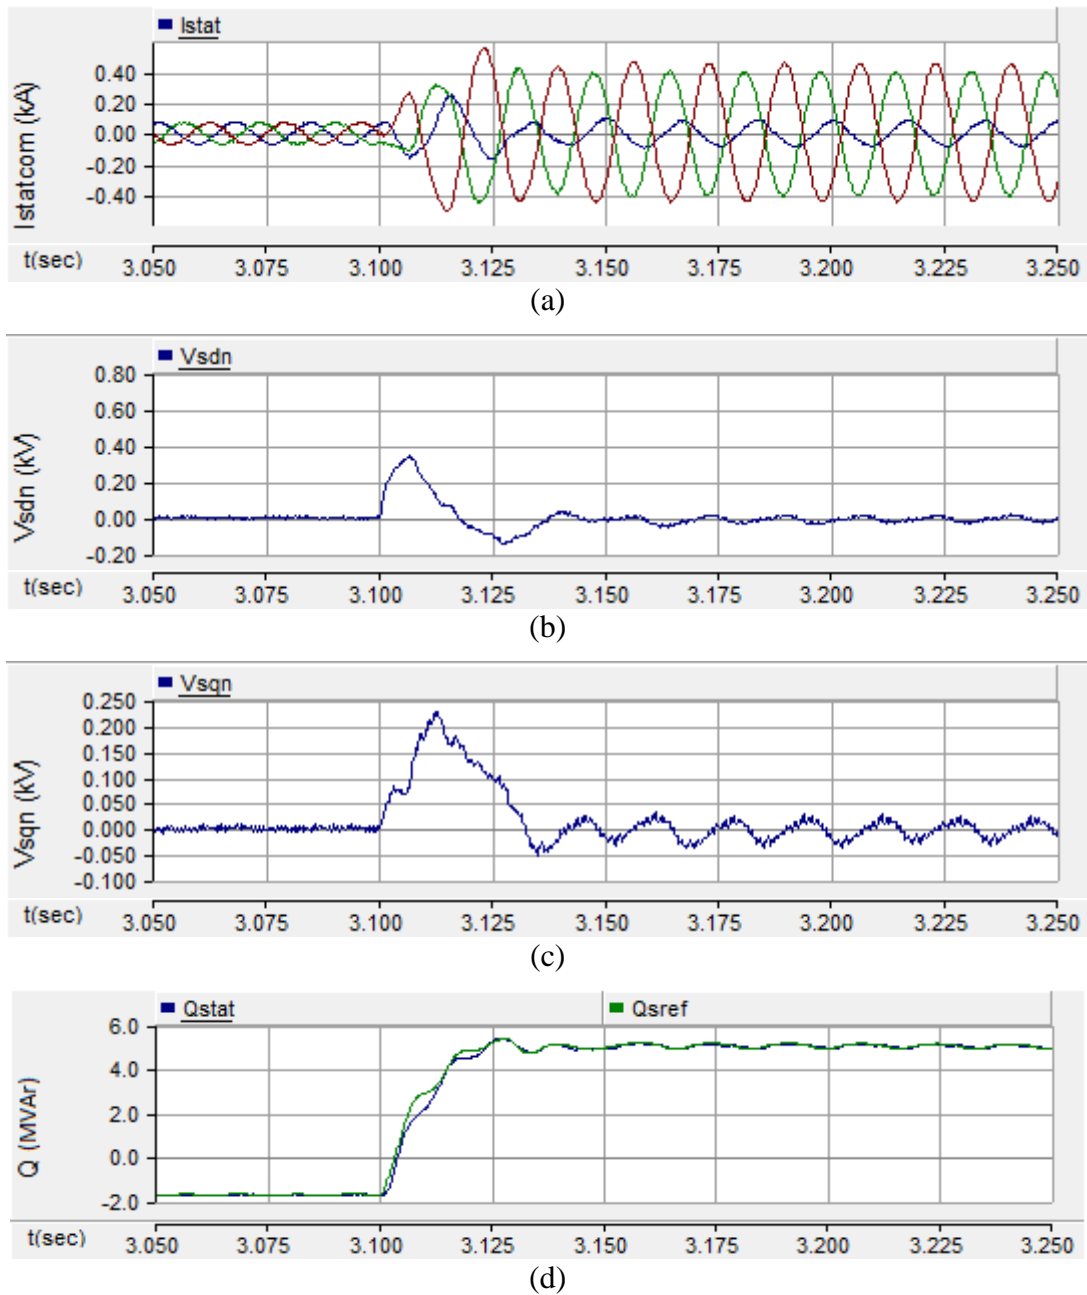 Istat
Istatcom (kA)
0.40
0.20
0.00
-0.20
-0.40
t(sec) 3.050 3.075 3.100 3.125 3.150 3.175 3.200 3.225 3.250
(a)
Vsdn
Vsdn (kV)
0.80
0.60
0.40
0.20
0.00
-0.20
t(sec) 3.050 3.075 3.100 3.125 3.150 3.175 3.200 3.225 3.250
(b)
Vsqn
Vsqn (kV)
0.250
0.200
0.150
0.100
0.050
0.000
-0.050
-0.100
t(sec) 3.050 3.075 3.100 3.125 3.150 3.175 3.200 3.225 3.250
(c)
Qstat Qsref
Q (MVAr)
6.0
4.0
2.0
0.0
-2.0
t(sec) 3.050 3.075 3.100 3.125 3.150 3.175 3.200 3.225 3.250
(d)